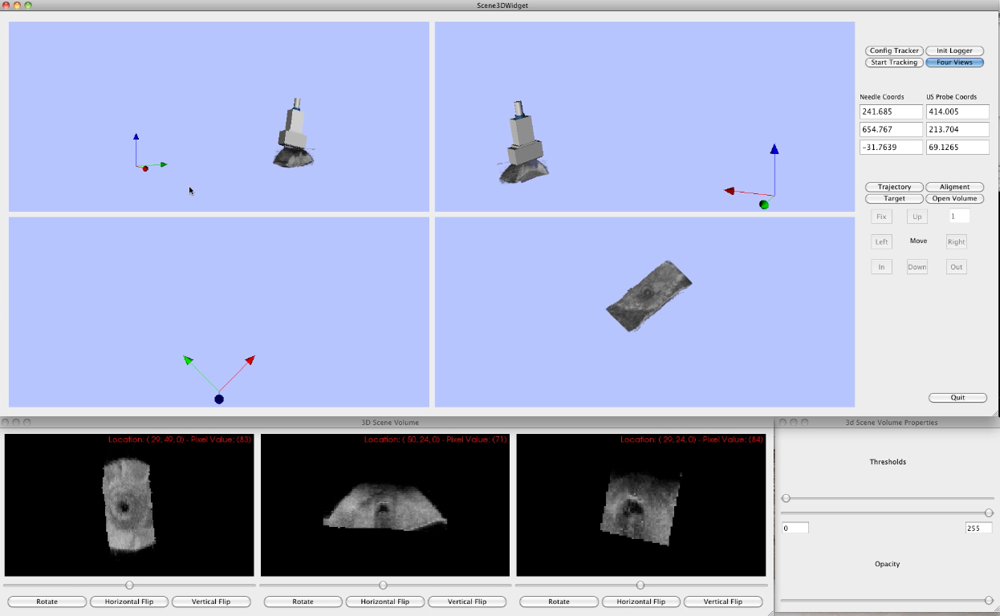 Scene3DWidget
Config Tracker Init Logger
Start Tracking Four Views
Needle Coords US Probe Coords
241.685 414.005
654.767 213.704
-31.7639 69.1265
Trajectory Aligment
Target Open Volume
Fix Up 1
Left Move Right
In Down Out
Quit
3D Scene Volume
Location: ( 29, 49, 0) - Pixel Value: (83)
Location: ( 50, 24, 0) - Pixel Value: (71)
Location: ( 29, 24, 0) - Pixel Value: (84)
Rotate Horizontal Flip Vertical Flip
Rotate Horizontal Flip Vertical Flip
Rotate Horizontal Flip Vertical Flip
3d Scene Volume Properties
Thresholds
0 255
Opacity